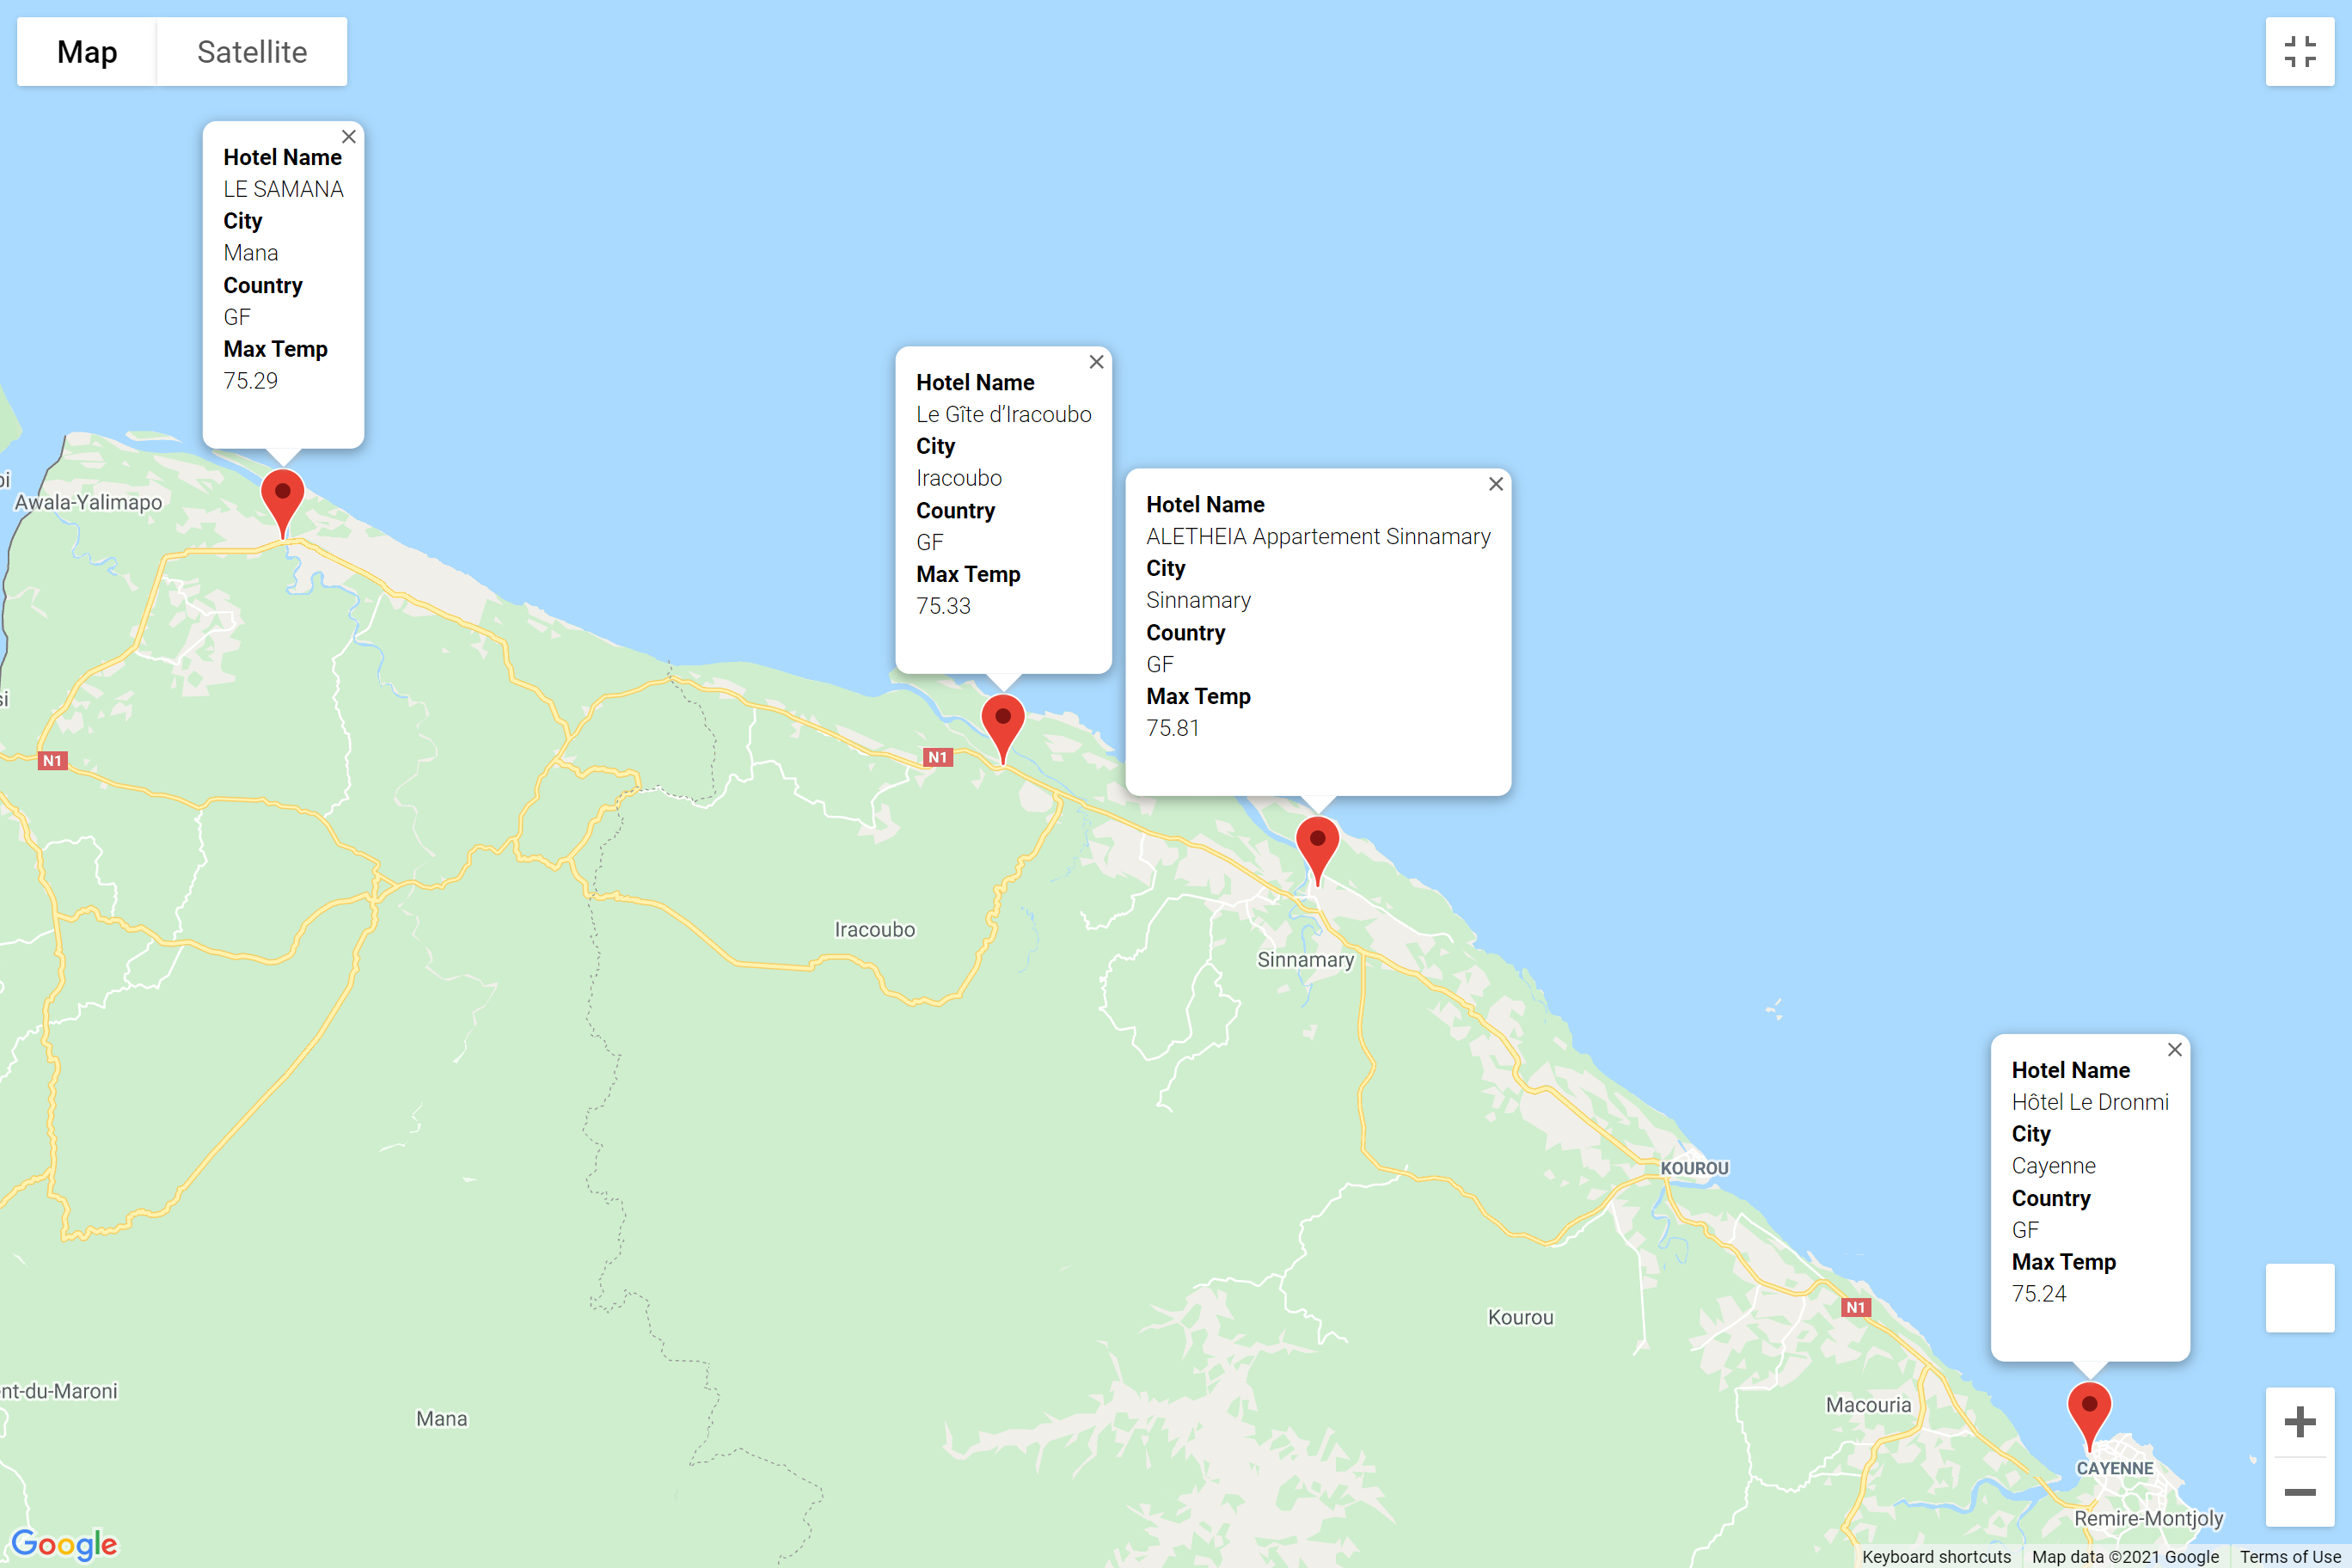 Map
Satellite
Hotel Name
LE SAMANA
City
Mana
Country
GF
Max Temp
75.29
Hotel Name
Le Gîte d’Iracoubo
City
Iracoubo
Country
GF
Max Temp
75.33
Hotel Name
ALETHEIA Appartement Sinnamary
City
Sinnamary
Country
GF
Max Temp
75.81
Awala-Yalimapo
N1
N1
Iracoubo
Sinnamary
Hotel Name
Hôtel Le Dronmi
City
Cayenne
Country
GF
Max Temp
75.24
KOUROU
N1
Kourou
nt-du-Maroni
Mana
Macouria
CAYENNE
Remire-Montjoly
Google
Keyboard shortcuts
Map data ©2021 Google
Terms of Use